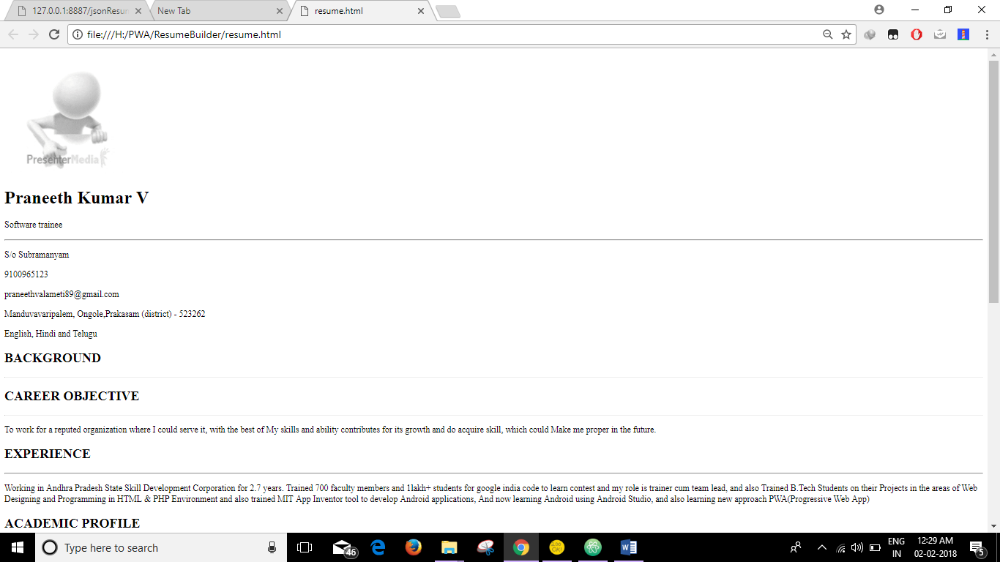 127.0.0.1:8887/jsonResun
New Tab
resume.html
file:///H:/PWA/ResumeBuilder/resume.html
PresenterMedia
Praneeth Kumar V
Software trainee
S/o Subramanyam
9100965123
praneethvalameti89@gmail.com
Manduvavaripalem, Ongole,Prakasam (district) - 523262
English, Hindi and Telugu
BACKGROUND
CAREER OBJECTIVE
To work for a reputed organization where I could serve it, with the best of My skills and ability contributes for its growth and do acquire skill, which could Make me proper in the future.
EXPERIENCE
Working in Andhra Pradesh State Skill Development Corporation for 2.7 years. Trained 700 faculty members and 1lakh+ students for google india code to learn contest and my role is trainer cum team lead, and also Trained B.Tech Students on their Projects in the areas of Web
Designing and Programming in HTML & PHP Environment and also trained MIT App Inventor tool to develop Android applications, And now learning Android using Android Studio, and also learning new approach PWA(Progressive Web App)
ACADEMIC PROFILE
Type here to search
46
ENG
IN
12:29 AM
02-02-2018
5